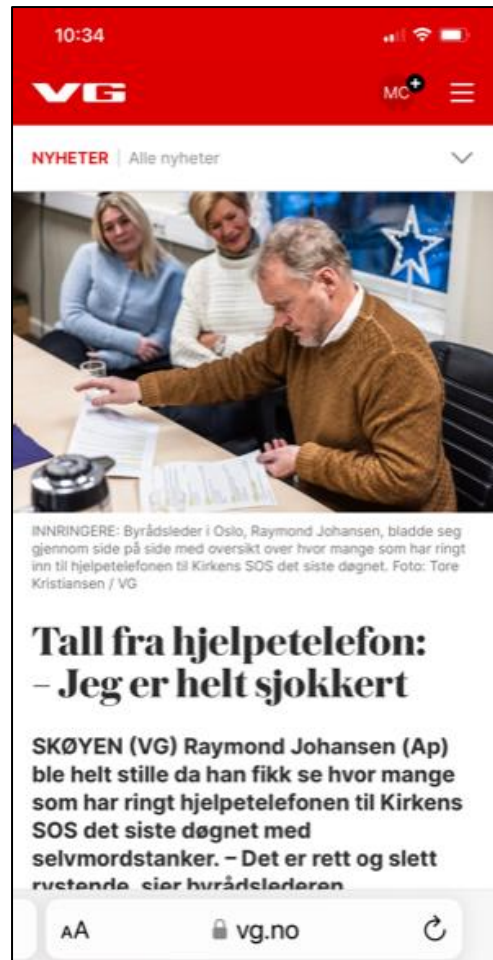 10:34
VG
MC
NYHETER | Alle nyheter
INNRINGERE: Byrådsleder i Oslo, Raymond Johansen, bladde seg
gjennom side på side med oversikt over hvor mange som har ringt
inn til hjelpetelefonen til Kirkens SOS det siste døgnet. Foto: Tore
Kristiansen / VG
Tall fra hjelpetelefon:
– Jeg er helt sjokkert
SKØYEN (VG) Raymond Johansen (Ap)
ble helt stille da han fikk se hvor mange
som har ringt hjelpetelefonen til Kirkens
SOS det siste døgnet med
selvmordstanker. – Det er rett og slett
rystende, sier byrådslederen
AA
vg.no